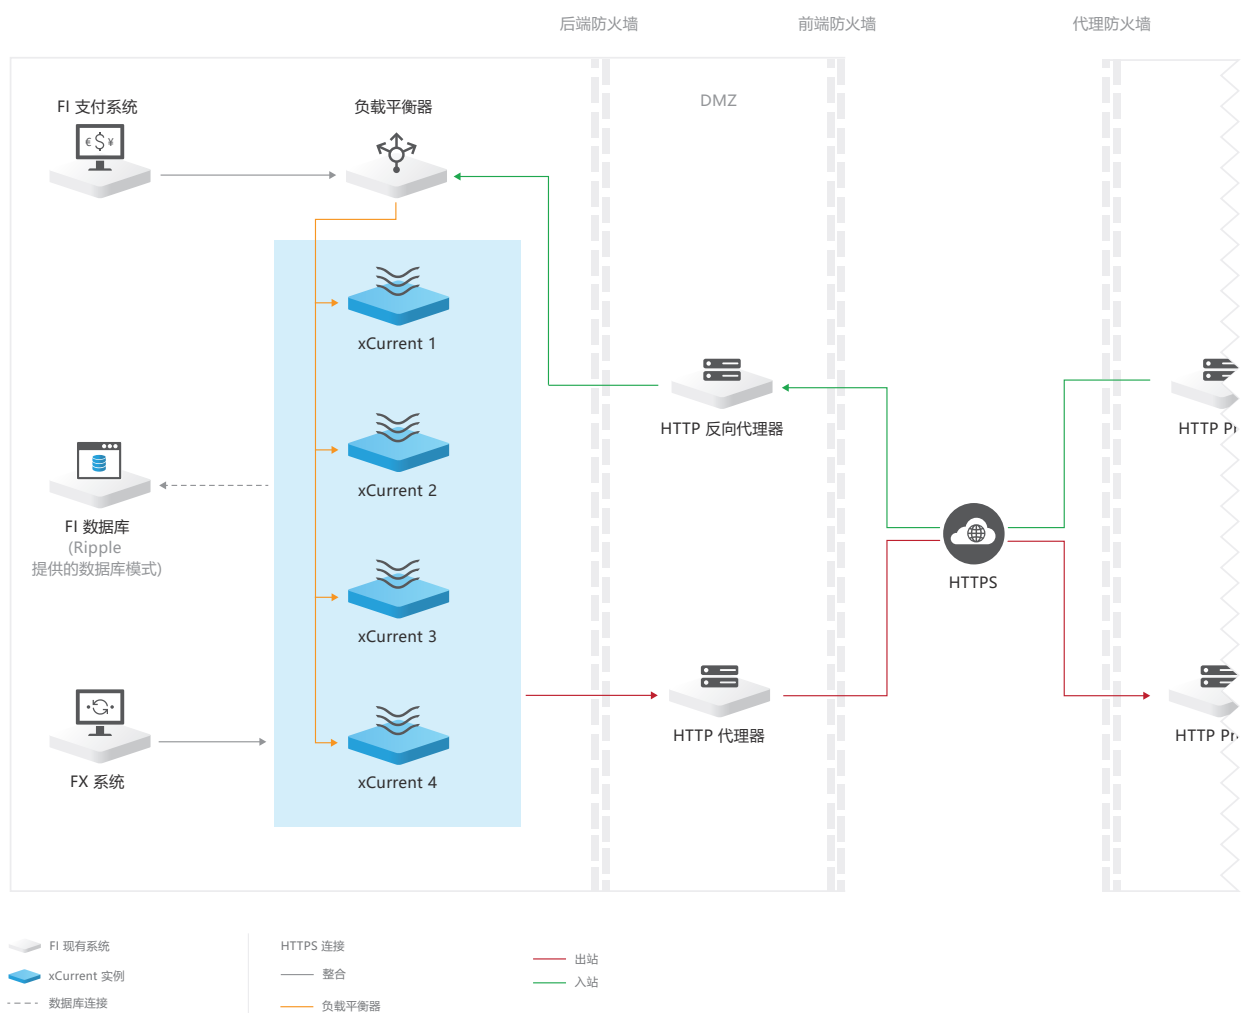 后端防火墙
前端防火墙
代理防火墙
DMZ
FI 支付系统
负载平衡器
xCurrent 1
HTTP 反向代理器
HTTP
xCurrent 2
FI 数据库
(Ripple
提供的数据库模式)
HTTPS
xCurrent 3
HTTP 代理器
HTTP
FX 系统
xCurrent 4
FI 现有系统
xCurrent 实例
数据库连接
HTTPS 连接
整合
负载平衡器
出站
入站